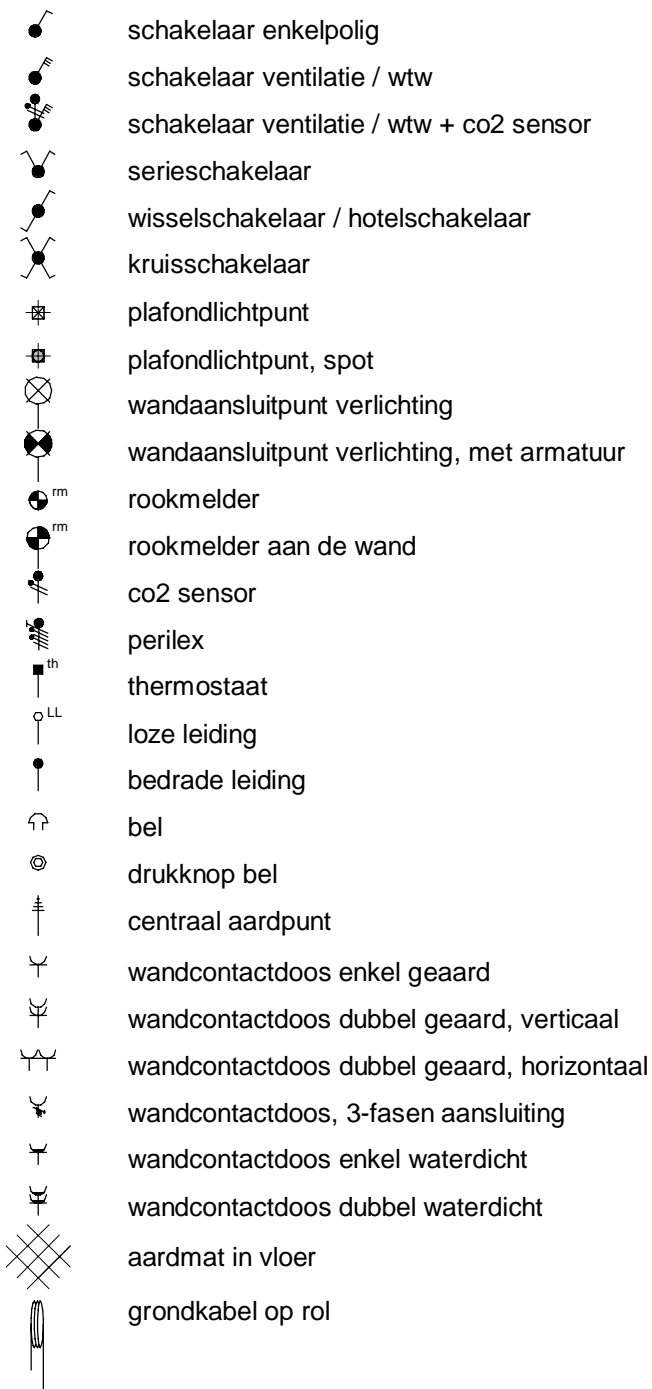 schakelaar enkelpolig
schakelaar ventilatie / wtw
schakelaar ventilatie / wtw + co2 sensor
serieschakelaar
wisselschakelaar / hotelschakelaar
kruisschakelaar
plafondlichtpunt
plafondlichtpunt, spot
wandaansluitpunt verlichting
wandaansluitpunt verlichting, met armatuur
rm rookmelder
rm rookmelder aan de wand
co2 sensor
perilex
th thermostaat
LL loze leiding
bedrade leiding
bel
drukknop bel
centraal aardpunt
wandcontactdoos enkel geaard
wandcontactdoos dubbel geaard, verticaal
wandcontactdoos dubbel geaard, horizontaal
wandcontactdoos, 3-fasen aansluiting
wandcontactdoos enkel waterdicht
wandcontactdoos dubbel waterdicht
aardmat in vloer
grondkabel op rol